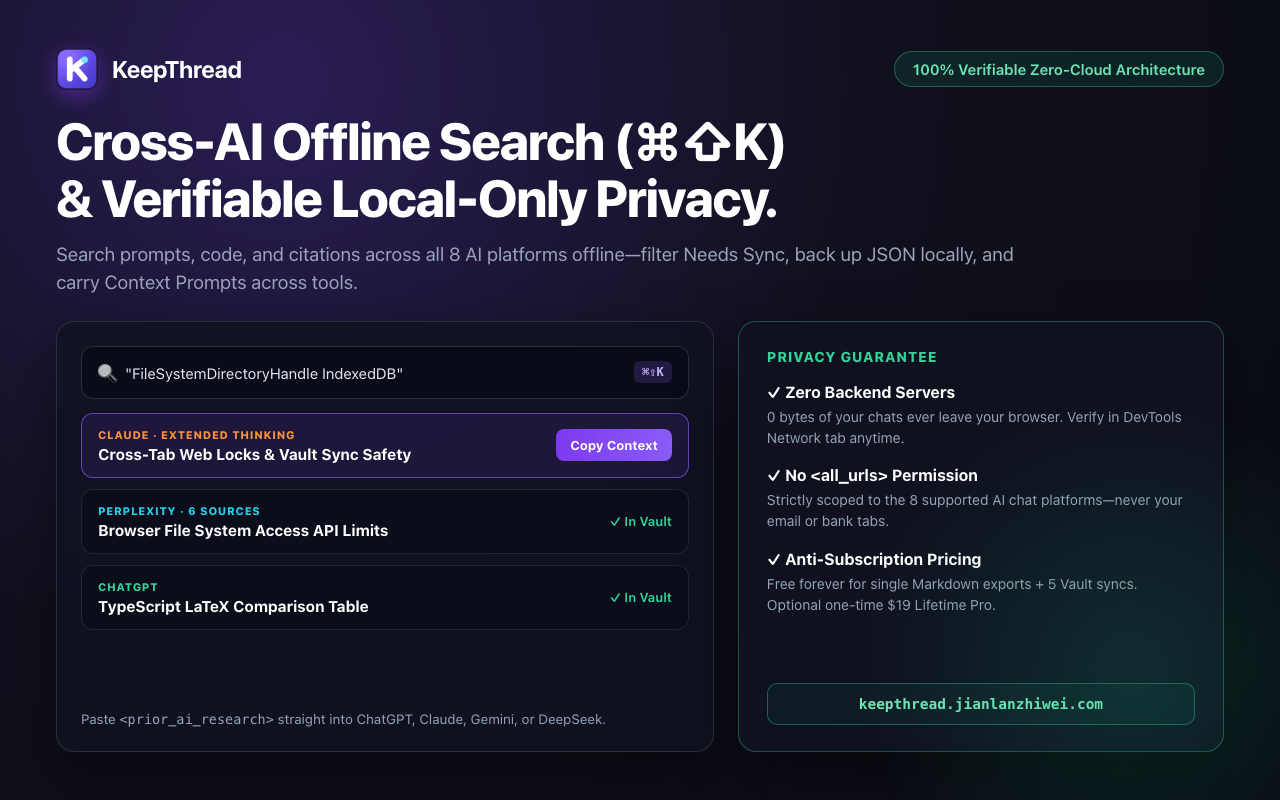 KeepThread
100% Verifiable Zero-Cloud Architecture
Cross-AI Offline Search (⌘⇧K)
& Verifiable Local-Only Privacy.
Search prompts, code, and citations across all 8 AI platforms offline—filter Needs Sync, back up JSON locally, and
carry Context Prompts across tools.
🔍 "FileSystemDirectoryHandle IndexedDB"
⌘⇧K
CLAUDE · EXTENDED THINKING
Cross-Tab Web Locks & Vault Sync Safety
Copy Context
PERPLEXITY · 6 SOURCES
Browser File System Access API Limits
✓ In Vault
CHATGPT
TypeScript LaTeX Comparison Table
✓ In Vault
Paste <prior_ai_research> straight into ChatGPT, Claude, Gemini, or DeepSeek.
PRIVACY GUARANTEE
✓ Zero Backend Servers
0 bytes of your chats ever leave your browser. Verify in DevTools
Network tab anytime.
✓ No <all_urls> Permission
Strictly scoped to the 8 supported AI chat platforms—never your
email or bank tabs.
✓ Anti-Subscription Pricing
Free forever for single Markdown exports + 5 Vault syncs.
Optional one-time $19 Lifetime Pro.
keepthread.jianlanzhiwei.com